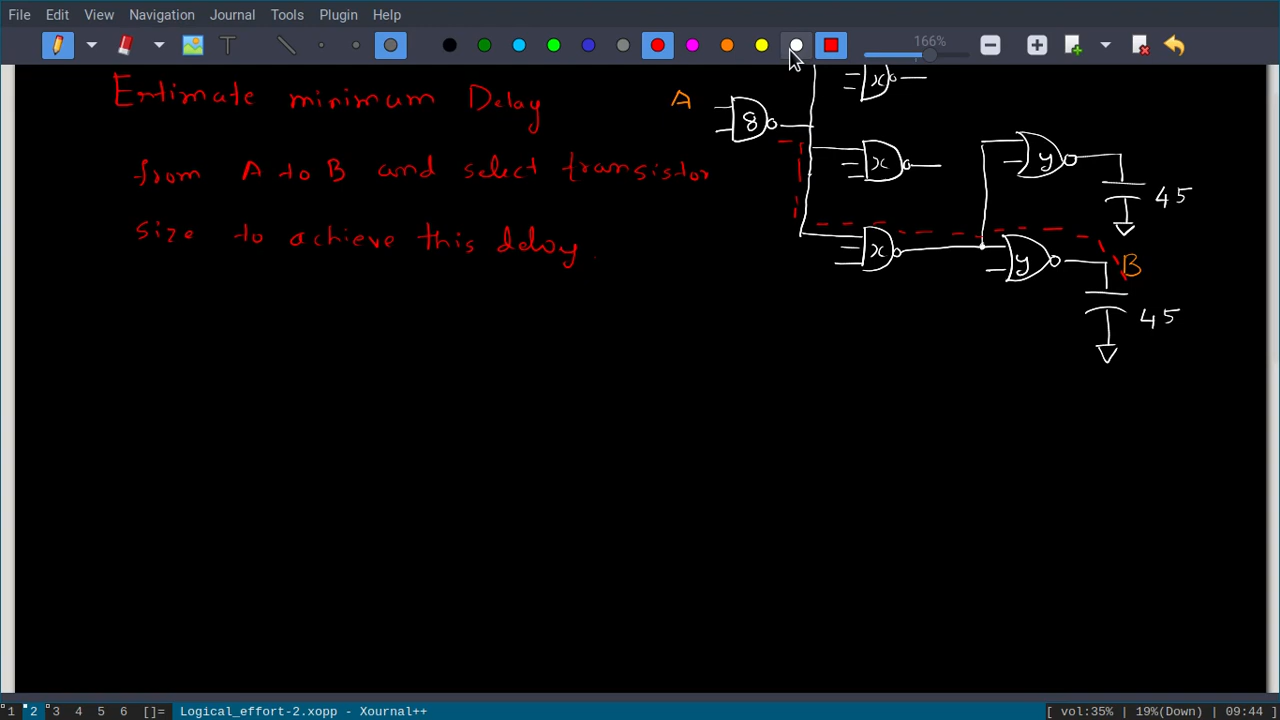 File Edit View Navigation Journal Tools Plugin Help
166%
Entimate minimum Delay
from A to B and select transistor
size to achieve this delay.
A
8
x
x
x
y
y
45
B
45
1 2 3 4 5 6 []= Logical_effort-2.xopp - Xournal++ [ vol:35% | 19%(Down) | 09:44 ]